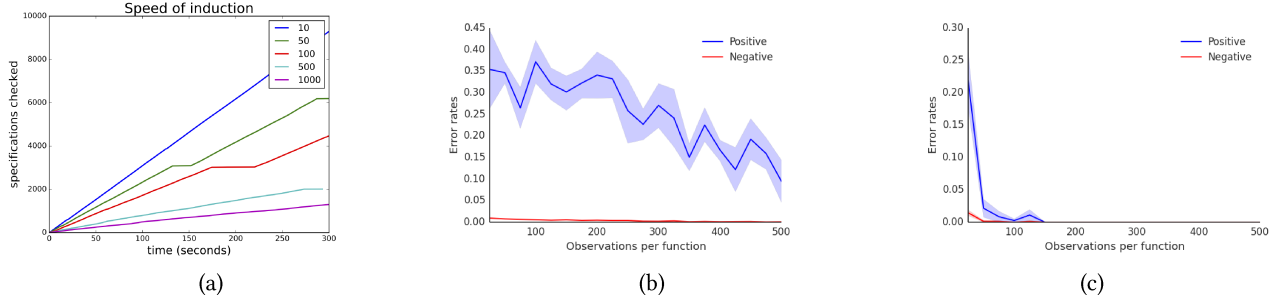 Speed of induction
10000
8000
6000
4000
2000
0
specifications checked
10
50
100
500
1000
0 50 100 150 200 250 300
time (seconds)
(a)
0.45
0.40
0.35
0.30
0.25
0.20
0.15
0.10
0.05
0.00
Error rates
Positive
Negative
100 200 300 400 500
Observations per function
(b)
0.30
0.25
0.20
0.15
0.10
0.05
0.00
Error rates
Positive
Negative
100 200 300 400 500
Observations per function
(c)